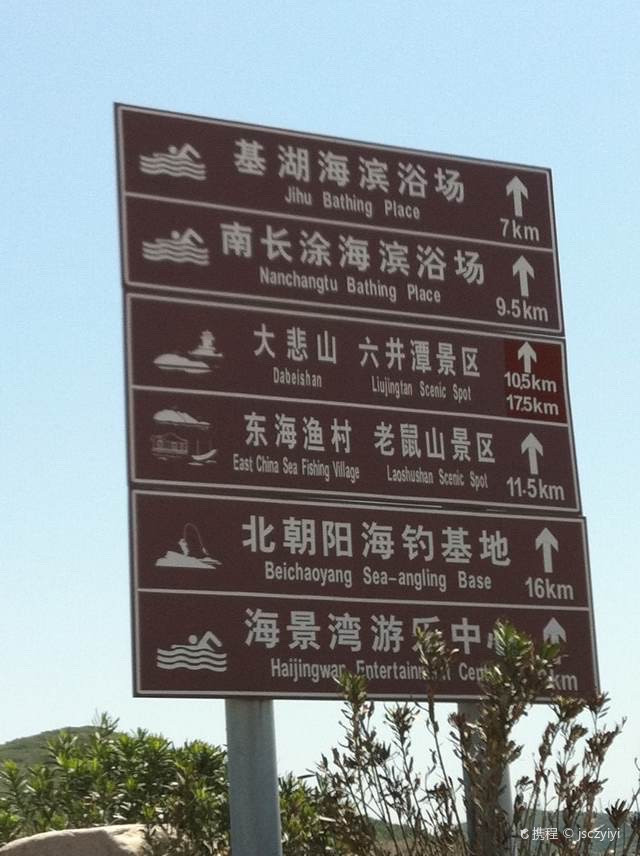 基湖海滨浴场
Jihu Bathing Place
7km
南长涂海滨浴场
Nanchangtu Bathing Place
9.5km
大悲山 六井潭景区
Dabeishan Liujingtan Scenic Spot
10.5km
17.5km
东海渔村 老鼠山景区
East China Sea Fishing Village Laoshushan Scenic Spot
11.5km
北朝阳海钓基地
Beichaoyang Sea-angling Base
16km
海景湾游乐中
Haijingwan
km
携程 © jsczyiyi